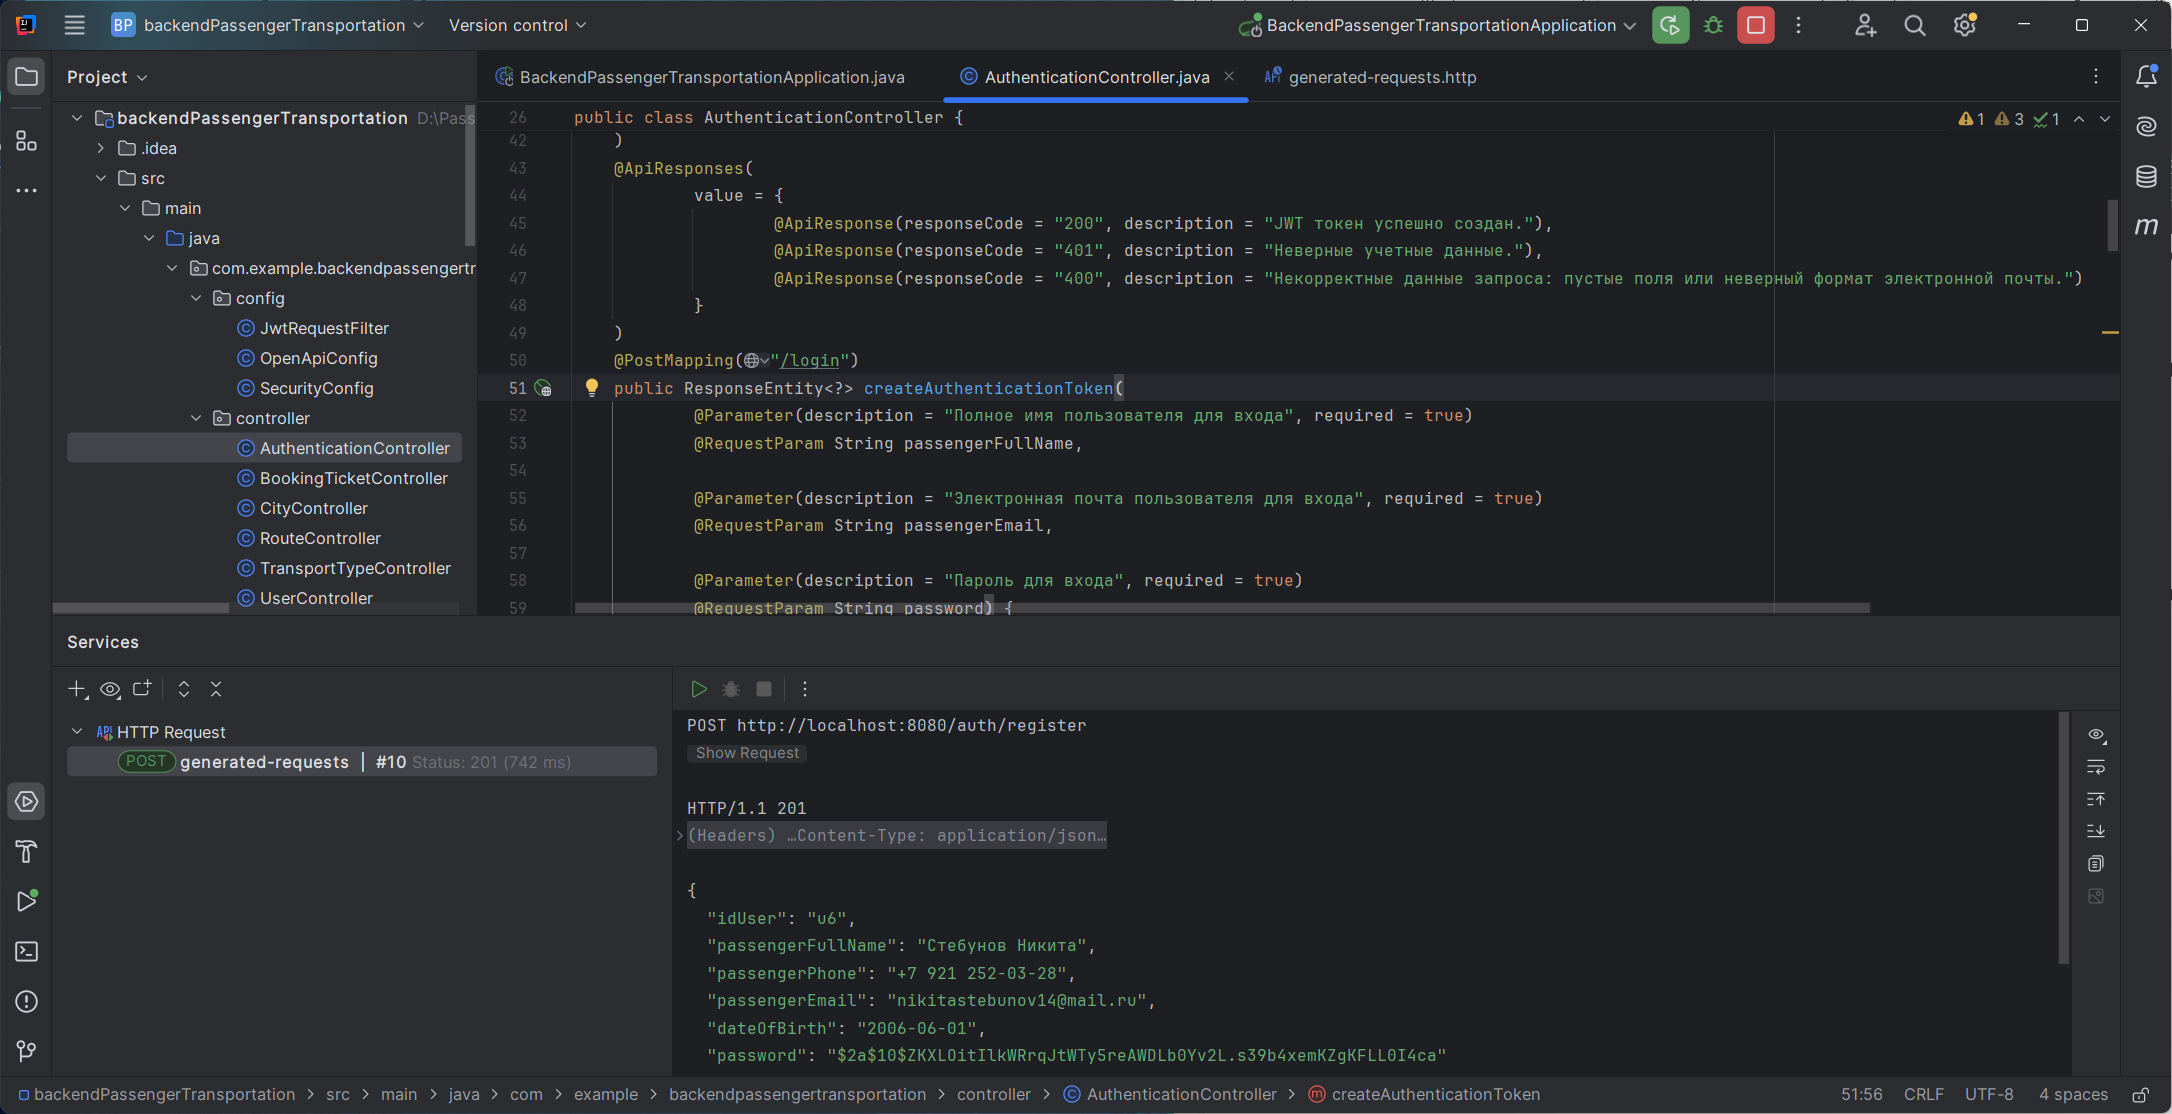 BP backendPassengerTransportation Version control BackendPassengerTransportationApplication
Project
BackendPassengerTransportationApplication.java AuthenticationController.java generated-requests.http
backendPassengerTransportation D:\Pass
.idea
src
main
java
com.example.backendpassengertr
config
JwtRequestFilter
OpenApiConfig
SecurityConfig
controller
AuthenticationController
BookingTicketController
CityController
RouteController
TransportTypeController
UserController
26 public class AuthenticationController {
1 3 1
42 )
43 @ApiResponses(
44 value = {
45 @ApiResponse(responseCode = "200", description = "JWT токен успешно создан."),
46 @ApiResponse(responseCode = "401", description = "Неверные учетные данные."),
47 @ApiResponse(responseCode = "400", description = "Некорректные данные запроса: пустые поля или неверный формат электронной почты.")
48 }
49 )
50 @PostMapping("/login")
51 public ResponseEntity<?> createAuthenticationToken(
52 @Parameter(description = "Полное имя пользователя для входа", required = true)
53 @RequestParam String passengerFullName,
54
55 @Parameter(description = "Электронная почта пользователя для входа", required = true)
56 @RequestParam String passengerEmail,
57
58 @Parameter(description = "Пароль для входа", required = true)
59 @RequestParam String password) {
Services
HTTP Request
POST generated-requests | #10 Status: 201 (742 ms)
POST http://localhost:8080/auth/register
Show Request
HTTP/1.1 201
(Headers) …Content-Type: application/json…
{
"idUser": "u6",
"passengerFullName": "Стебунов Никита",
"passengerPhone": "+7 921 252-03-28",
"passengerEmail": "nikitastebunov14@mail.ru",
"dateOfBirth": "2006-06-01",
"password": "$2a$10$ZKXLOitIlkWRrqJtWTy5reAWDLb0Yv2L.s39b4xemKZgKFLL0I4ca"
backendPassengerTransportation > src > main > java > com > example > backendpassengertransportation > controller > AuthenticationController > createAuthenticationToken 51:56 CRLF UTF-8 4 spaces